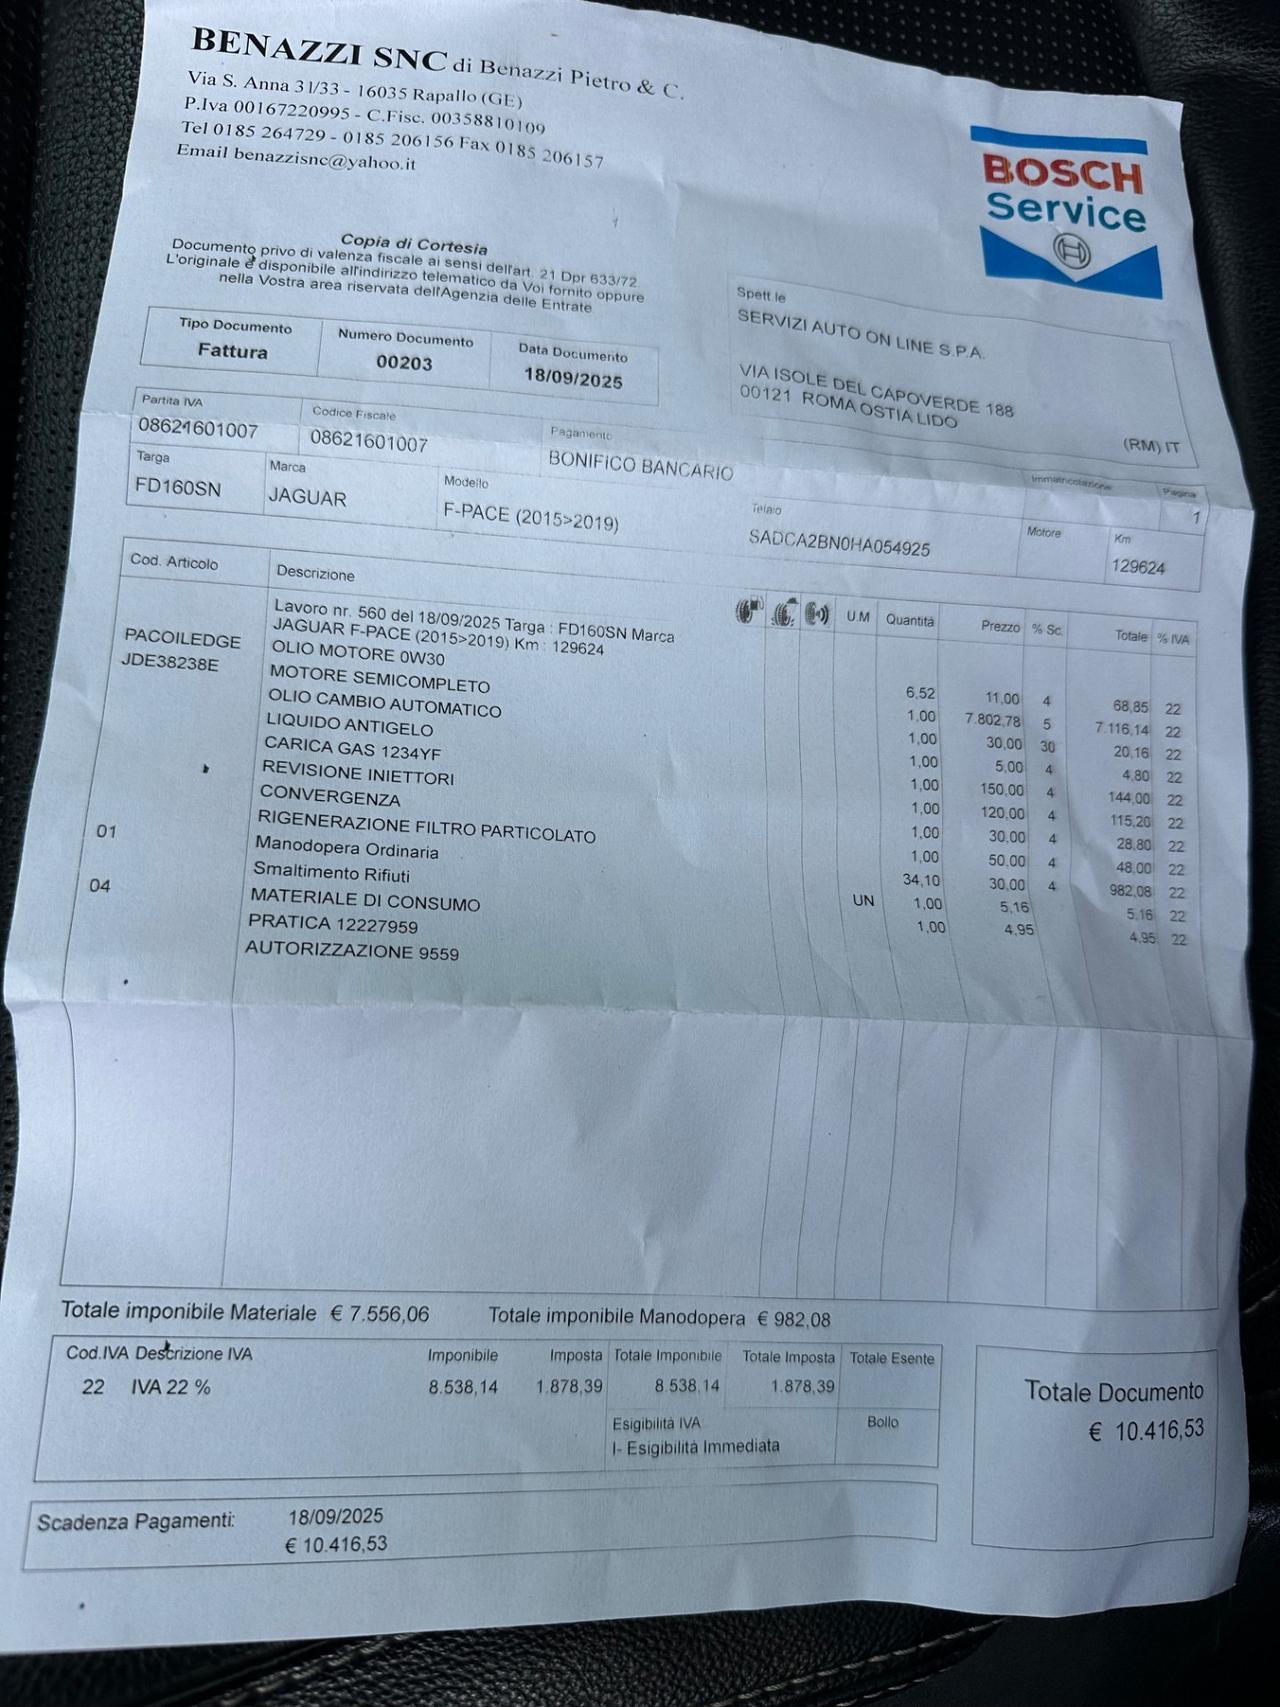 BENAZZI SNC di Benazzi Pietro & C.
Via S. Anna 31/33 - 16035 Rapallo (GE)
P.Iva 00167220995 - C.Fisc. 00358810109
Tel 0185 264729 - 0185 206156 Fax 0185 206157
Email benazzisnc@yahoo.it
BOSCH
Service
Copia di Cortesia
Documento privo di valenza fiscale ai sensi dell'art. 21 Dpr 633/72
L'originale è disponibile all'indirizzo telematico da Voi fornito oppure
nella Vostra area riservata dell'Agenzia delle Entrate
Tipo Documento Numero Documento Data Documento
Fattura 00203 18/09/2025
Spett.le
SERVIZI AUTO ON LINE S.P.A.
VIA ISOLE DEL CAPOVERDE 188
00121 ROMA OSTIA LIDO
(RM) IT
Partita IVA Codice Fiscale Pagamento Pagina
08621601007 08621601007 BONIFICO BANCARIO 1
Targa Marca Modello Telaio Immatricolazione Motore Km
FD160SN JAGUAR F-PACE (2015>2019) SADCA2BN0HA054925 129624
Cod. Articolo Descrizione U.M Quantità Prezzo % Sc. Totale % IVA
Lavoro nr. 560 del 18/09/2025 Targa : FD160SN Marca
JAGUAR F-PACE (2015>2019) Km : 129624
PACOILEDGE OLIO MOTORE 0W30 6,52 11,00 4 68,85 22
JDE38238E MOTORE SEMICOMPLETO 1,00 7.802,78 5 7.116,14 22
OLIO CAMBIO AUTOMATICO 1,00 30,00 30 20,16 22
LIQUIDO ANTIGELO 1,00 5,00 4 4,80 22
CARICA GAS 1234YF 1,00 150,00 4 144,00 22
REVISIONE INIETTORI 1,00 120,00 4 115,20 22
CONVERGENZA 1,00 30,00 4 28,80 22
RIGENERAZIONE FILTRO PARTICOLATO 1,00 50,00 4 48,00 22
01 Manodopera Ordinaria 34,10 30,00 4 982,08 22
Smaltimento Rifiuti UN 1,00 5,16 5,16 22
04 MATERIALE DI CONSUMO 1,00 4,95 4,95 22
PRATICA 12227959
AUTORIZZAZIONE 9559
Totale imponibile Materiale € 7.556,06 Totale imponibile Manodopera € 982,08
Cod.IVA Descrizione IVA Imponibile Imposta Totale Imponibile Totale Imposta Totale Esente
22 IVA 22 % 8.538,14 1.878,39 8.538,14 1.878,39
Esigibilità IVA Bollo
I- Esigibilità Immediata
Totale Documento
€ 10.416,53
Scadenza Pagamenti: 18/09/2025
€ 10.416,53